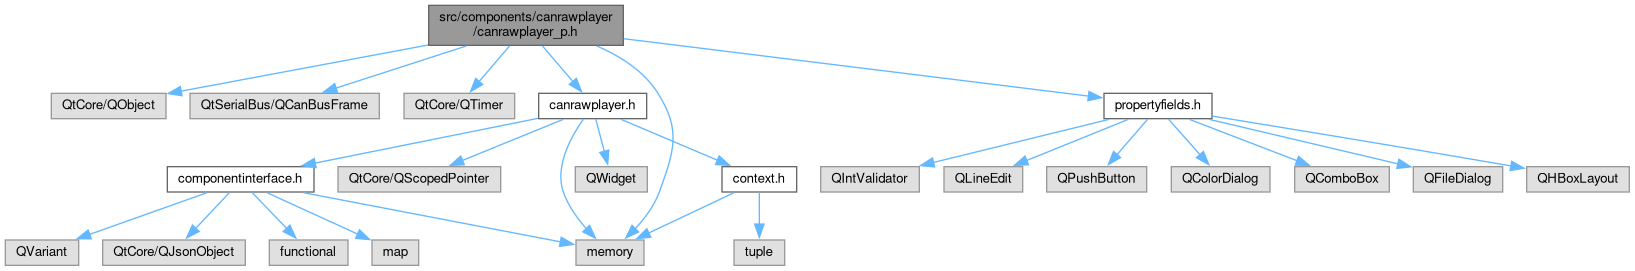 src/components/canrawplayer
/canrawplayer_p.h
QtCore/QObject
QtSerialBus/QCanBusFrame
QtCore/QTimer
canrawplayer.h
propertyfields.h
componentinterface.h
QtCore/QScopedPointer
QWidget
context.h
QIntValidator
QLineEdit
QPushButton
QColorDialog
QComboBox
QFileDialog
QHBoxLayout
QVariant
QtCore/QJsonObject
functional
map
memory
tuple